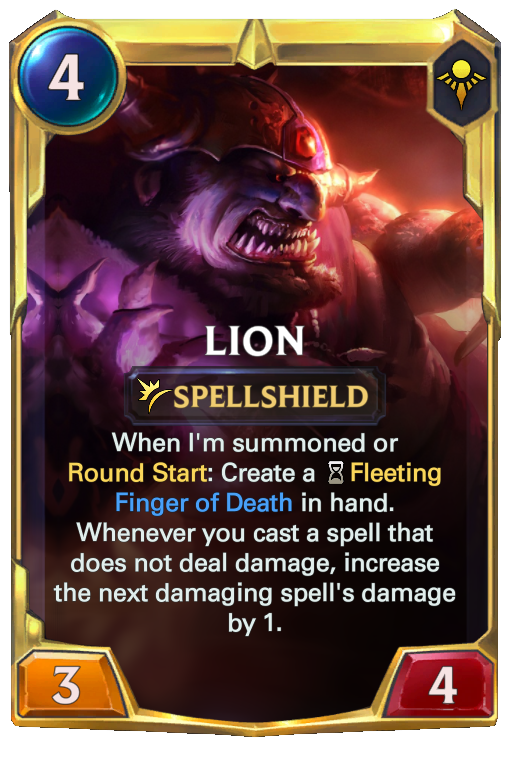 4
LION
SPELLSHIELD
When I'm summoned or
Round Start: Create a Fleeting
Finger of Death in hand.
Whenever you cast a spell that
does not deal damage, increase
the next damaging spell's damage
by 1.
3
4